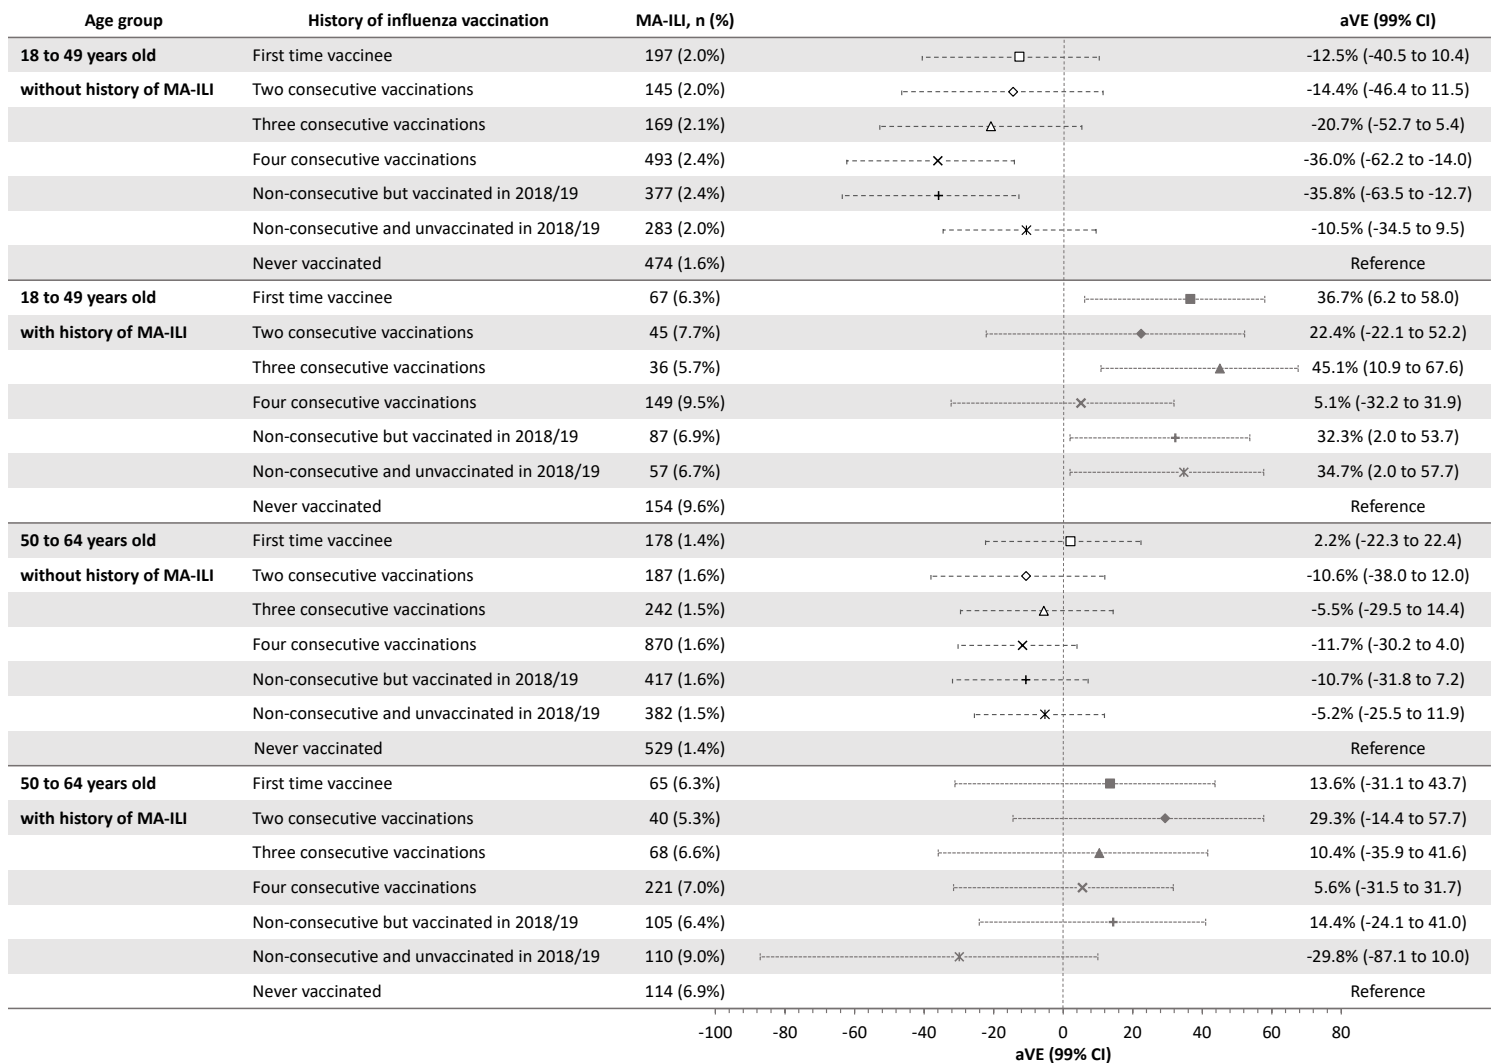 Age group History of influenza vaccination MA-ILI, n (%) aVE (99% CI)
18 to 49 years old First time vaccinee 197 (2.0%) -12.5% (-40.5 to 10.4)
without history of MA-ILI Two consecutive vaccinations 145 (2.0%) -14.4% (-46.4 to 11.5)
Three consecutive vaccinations 169 (2.1%) -20.7% (-52.7 to 5.4)
Four consecutive vaccinations 493 (2.4%) -36.0% (-62.2 to -14.0)
Non-consecutive but vaccinated in 2018/19 377 (2.4%) -35.8% (-63.5 to -12.7)
Non-consecutive and unvaccinated in 2018/19 283 (2.0%) -10.5% (-34.5 to 9.5)
Never vaccinated 474 (1.6%) Reference
18 to 49 years old First time vaccinee 67 (6.3%) 36.7% (6.2 to 58.0)
with history of MA-ILI Two consecutive vaccinations 45 (7.7%) 22.4% (-22.1 to 52.2)
Three consecutive vaccinations 36 (5.7%) 45.1% (10.9 to 67.6)
Four consecutive vaccinations 149 (9.5%) 5.1% (-32.2 to 31.9)
Non-consecutive but vaccinated in 2018/19 87 (6.9%) 32.3% (2.0 to 53.7)
Non-consecutive and unvaccinated in 2018/19 57 (6.7%) 34.7% (2.0 to 57.7)
Never vaccinated 154 (9.6%) Reference
50 to 64 years old First time vaccinee 178 (1.4%) 2.2% (-22.3 to 22.4)
without history of MA-ILI Two consecutive vaccinations 187 (1.6%) -10.6% (-38.0 to 12.0)
Three consecutive vaccinations 242 (1.5%) -5.5% (-29.5 to 14.4)
Four consecutive vaccinations 870 (1.6%) -11.7% (-30.2 to 4.0)
Non-consecutive but vaccinated in 2018/19 417 (1.6%) -10.7% (-31.8 to 7.2)
Non-consecutive and unvaccinated in 2018/19 382 (1.5%) -5.2% (-25.5 to 11.9)
Never vaccinated 529 (1.4%) Reference
50 to 64 years old First time vaccinee 65 (6.3%) 13.6% (-31.1 to 43.7)
with history of MA-ILI Two consecutive vaccinations 40 (5.3%) 29.3% (-14.4 to 57.7)
Three consecutive vaccinations 68 (6.6%) 10.4% (-35.9 to 41.6)
Four consecutive vaccinations 221 (7.0%) 5.6% (-31.5 to 31.7)
Non-consecutive but vaccinated in 2018/19 105 (6.4%) 14.4% (-24.1 to 41.0)
Non-consecutive and unvaccinated in 2018/19 110 (9.0%) -29.8% (-87.1 to 10.0)
Never vaccinated 114 (6.9%) Reference
-100 -80 -60 -40 -20 0 20 40 60 80
aVE (99% CI)